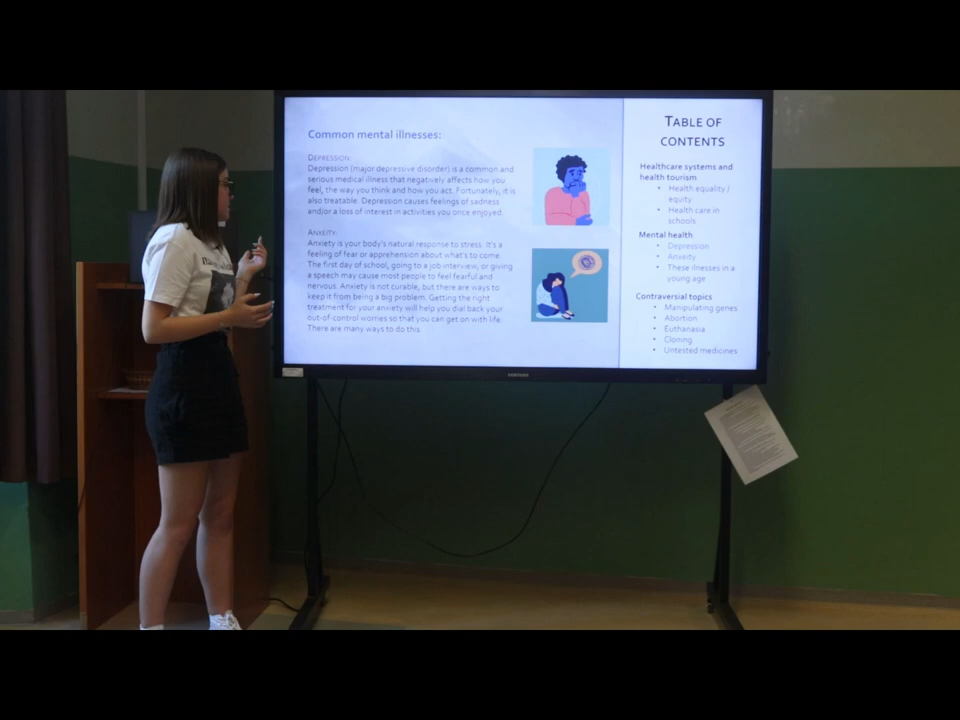 Common mental illnesses:
DEPRESSION:
Depression (major depressive disorder) is a common and
serious medical illness that negatively affects how you
feel, the way you think and how you act. Fortunately, it is
also treatable. Depression causes feelings of sadness
and/or a loss of interest in activities you once enjoyed.
ANXEITY:
Anxiety is your body's natural response to stress. It's a
feeling of fear or apprehension about what's to come.
The first day of school, going to a job interview, or giving
a speech may cause most people to feel fearful and
nervous. Anxiety is not curable, but there are ways to
keep it from being a big problem. Getting the right
treatment for your anxiety will help you dial back your
out-of-control worries so that you can get on with life.
There are many ways to do this
TABLE OF
CONTENTS
Healthcare systems and
health tourism
• Health equality /
equity
• Health care in
schools
Mental health
• Depression
• Anxeity
• These illnesses in a
young age
Contraversial topics
• Manipulating genes
• Abortion
• Euthanasia
• Cloning
• Untested medicines
SAMSUNG